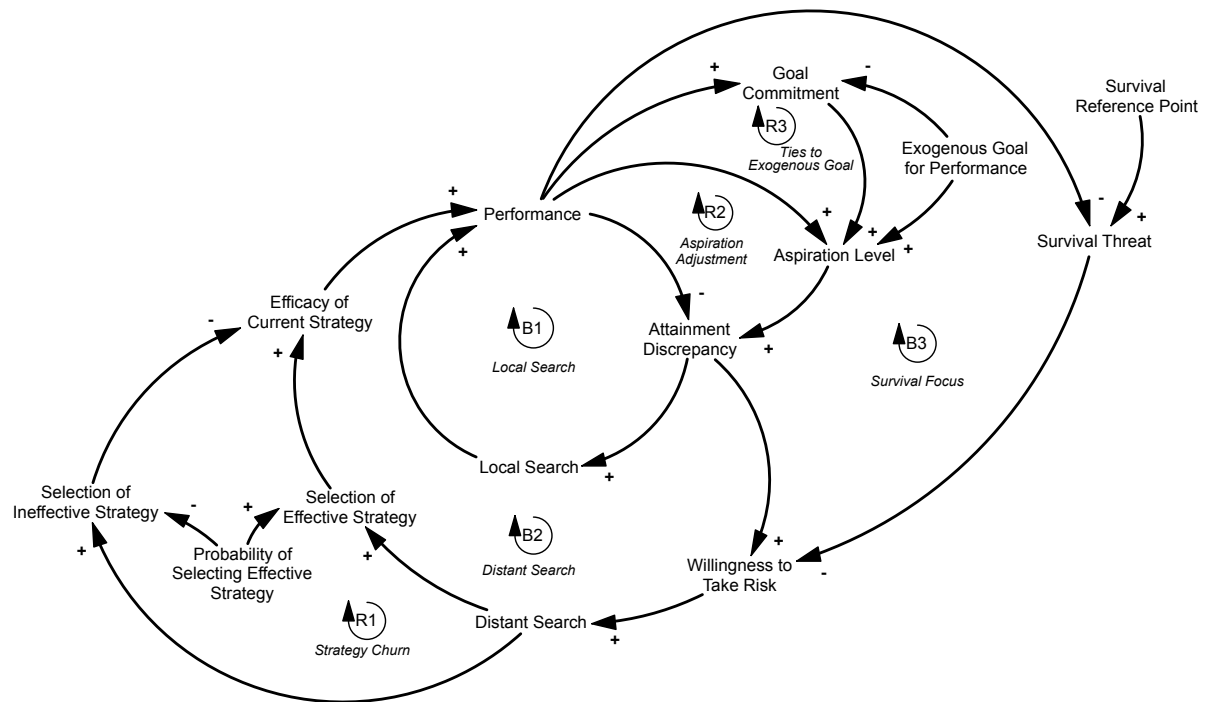 +
-
Goal
Commitment
Survival
Reference Point
R3
Ties to
Exogenous Goal
Exogenous Goal
for Performance
+
Performance
R2
+
-
+
Aspiration
Adjustment
+
+
Aspiration Level
Survival Threat
+
Efficacy of
Current Strategy
-
-
B1
Attainment
Discrepancy
+
+
B3
Local Search
Survival Focus
Local Search
+
Selection of
Ineffective Strategy
-
+
Selection of
Effective Strategy
B2
+
+
+
Probability of
Selecting Effective
Strategy
Distant Search
Willingness to
Take Risk
-
R1
Distant Search
+
Strategy Churn